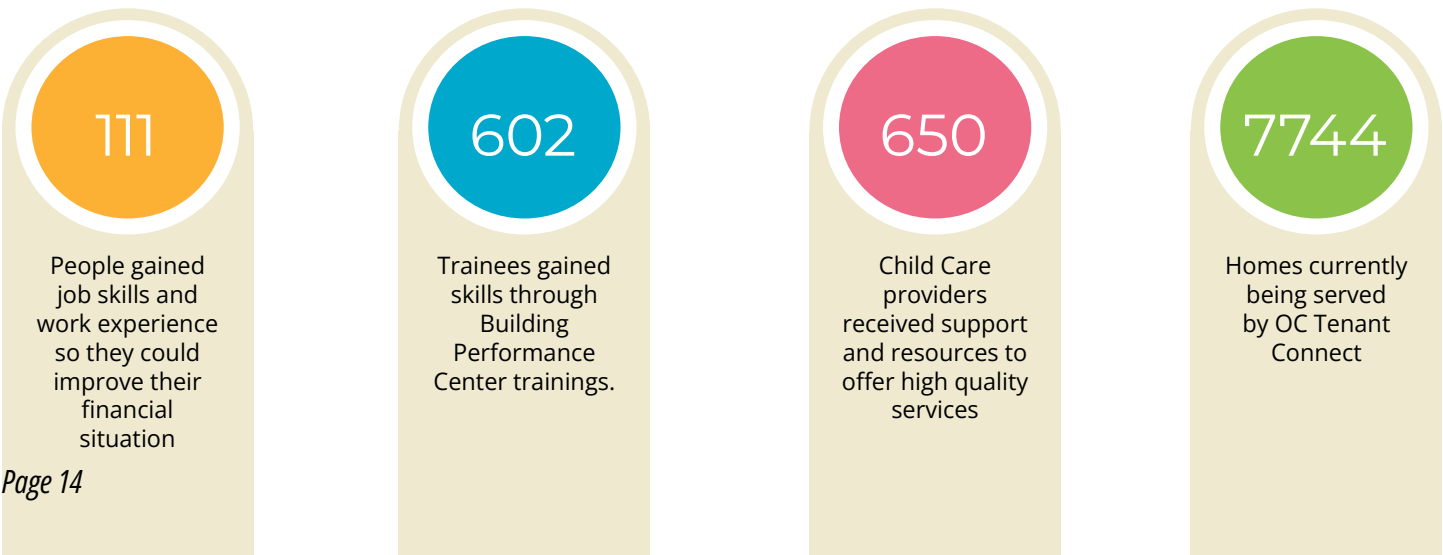 111
People gained
job skills and
work experience
so they could
improve their
financial
situation
602
Trainees gained
skills through
Building
Performance
Center trainings.
650
Child Care
providers
received support
and resources to
offer high quality
services
7744
Homes currently
being served
by OC Tenant
Connect
Page 14